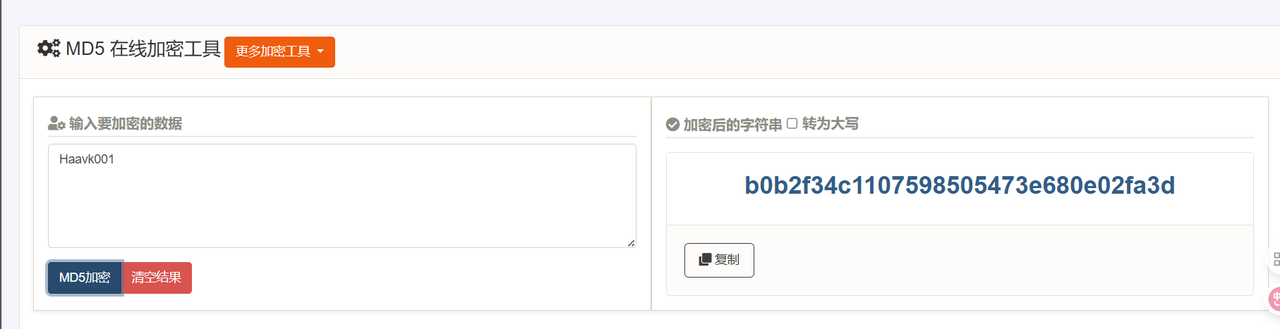 MD5 在线加密工具 更多加密工具
输入要加密的数据
Haavk001
MD5加密 清空结果
加密后的字符串 转为大写
b0b2f34c1107598505473e680e02fa3d
复制